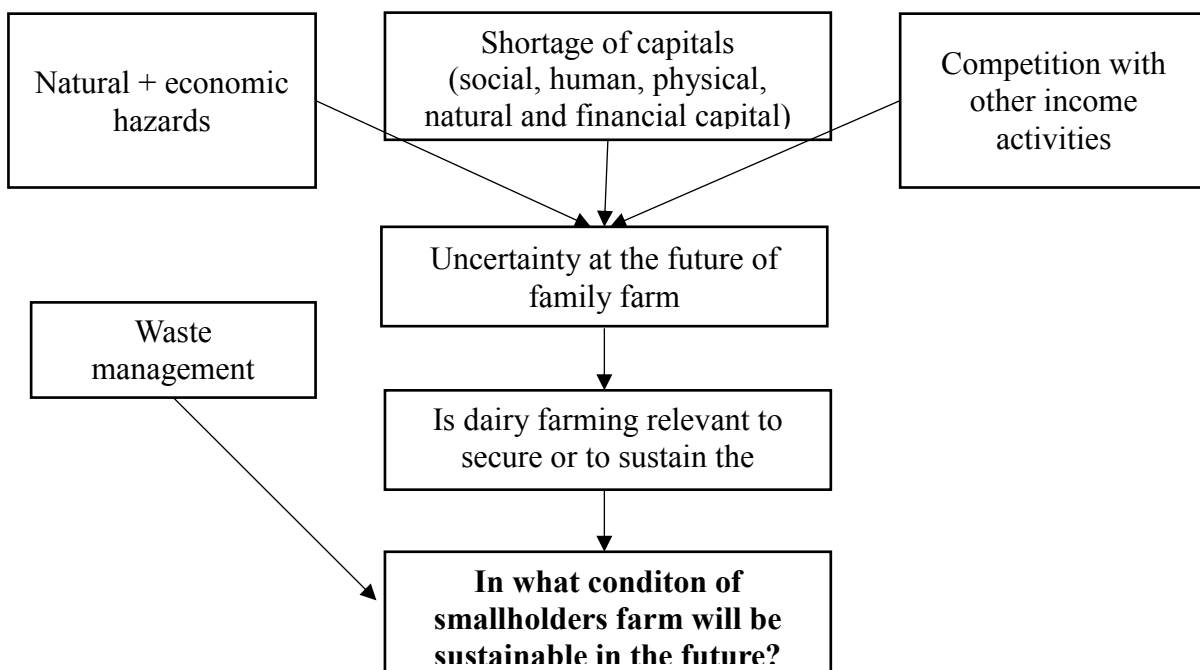 Natural + economic
hazards
Shortage of capitals
(social, human, physical,
natural and financial capital)
Competition with
other income
activities
Uncertainty at the future of
family farm
Waste
management
Is dairy farming relevant to
secure or to sustain the
In what conditon of
smallholders farm will be
sustainable in the future?